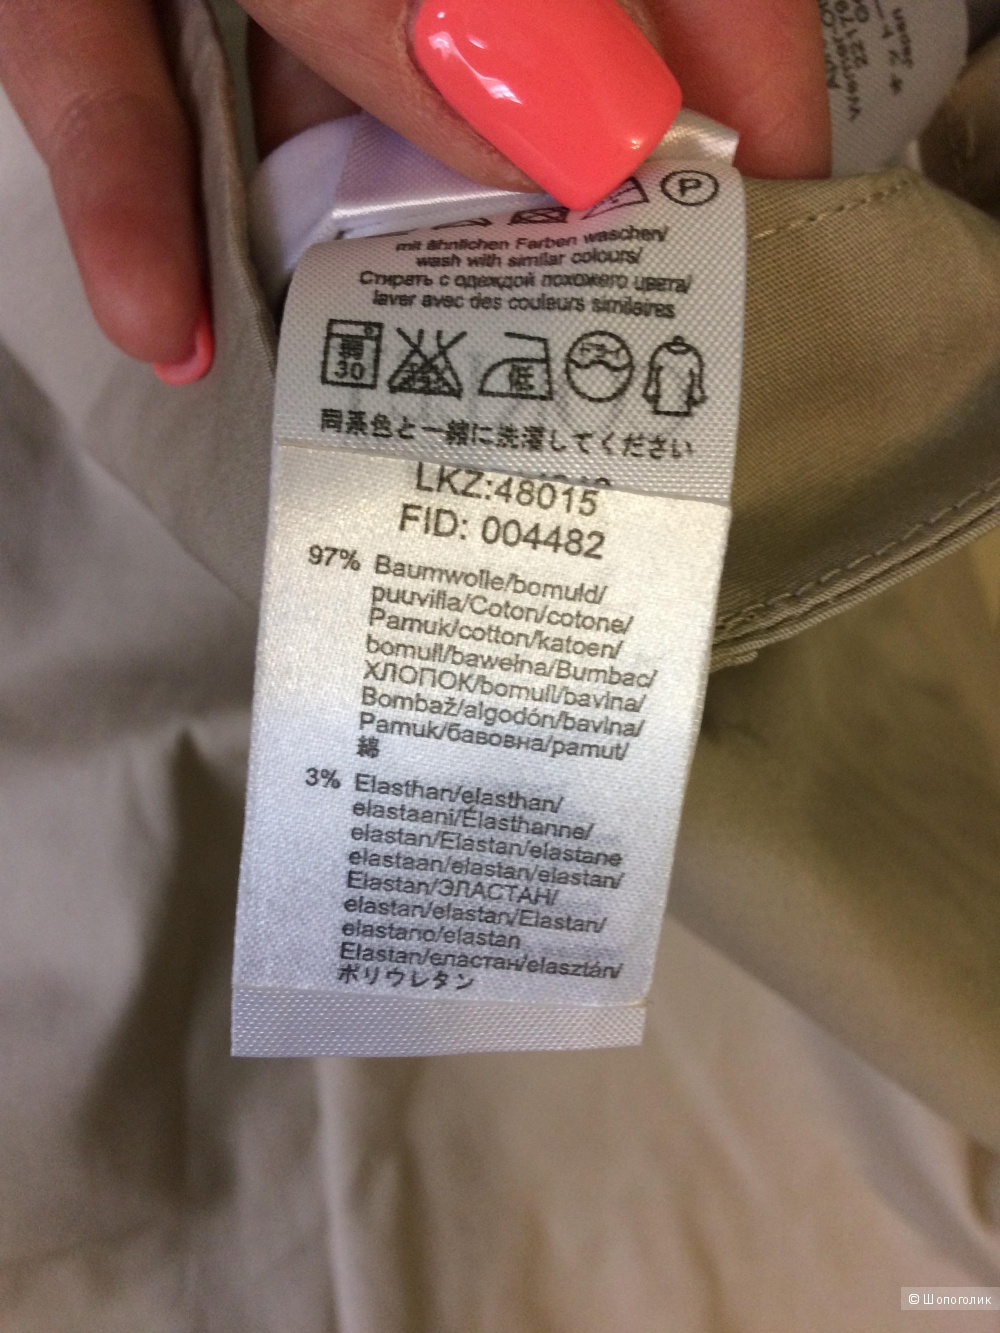 P
mit ähnlichen Farben waschen/
wash with similar colours/
Стирать с одеждой похожего цвета/
laver avec des couleurs similaires
弱
30
低
同系色と一緒に洗濯してください
LKZ:48015
FID: 004482
97% Baumwolle/bomuld/
puuvilla/Coton/cotone/
Pamuk/cotton/katoen/
bomull/bawełna/Bumbac/
ХЛОПОК/bomull/bavlna/
Bombaž/algodón/bavlna/
Pamuk/бавовна/pamut/
綿
3% Elasthan/elasthan/
elastaani/Élasthanne/
elastan/Elastan/elastane
elastaan/elastan/elastan/
Elastan/ЭЛАСТАН/
elastan/elastan/Elastan/
elastano/elastan
Elastan/еластан/elasztán/
ポリウレタン
© Шопоголик